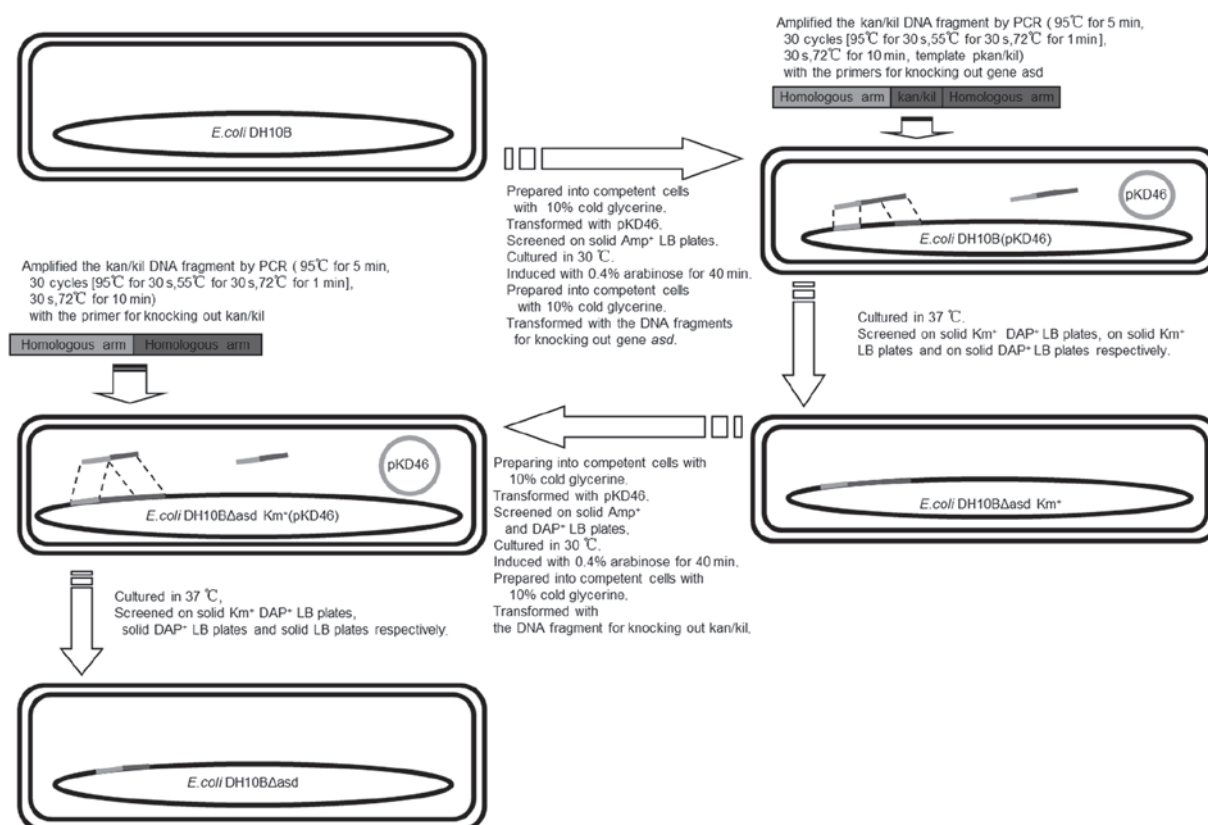 E.coli DH10B
Prepared into competent cells
with 10% cold glycerine.
Transformed with pKD46.
Screened on solid Amp⁺ LB plates.
Cultured in 30 ℃.
Induced with 0.4% arabinose for 40 min.
Prepared into competent cells
with 10% cold glycerine.
Transformed with the DNA fragments
for knocking out gene asd.
Amplified the kan/kil DNA fragment by PCR ( 95℃ for 5 min,
30 cycles [95℃ for 30 s,55℃ for 30 s,72℃ for 1 min],
30 s,72℃ for 10 min, template pkan/kil)
with the primers for knocking out gene asd
Homologous arm kan/kil Homologous arm
pKD46
E.coli DH10B(pKD46)
Cultured in 37 ℃.
Screened on solid Km⁺ DAP⁺ LB plates, on solid Km⁺
LB plates and on solid DAP⁺ LB plates respectively.
E.coli DH10BΔasd Km⁺
Preparing into competent cells with
10% cold glycerine.
Transformed with pKD46.
Screened on solid Amp⁺
and DAP⁺ LB plates,
Cultured in 30 ℃.
Induced with 0.4% arabinose for 40 min.
Prepared into competent cells with
10% cold glycerine.
Transformed with
the DNA fragment for knocking out kan/kil.
Amplified the kan/kil DNA fragment by PCR ( 95℃ for 5 min,
30 cycles [95℃ for 30 s,55℃ for 30 s,72℃ for 1 min],
30 s,72℃ for 10 min)
with the primer for knocking out kan/kil
Homologous arm Homologous arm
pKD46
E.coli DH10BΔasd Km⁺(pKD46)
Cultured in 37 ℃,
Screened on solid Km⁺ DAP⁺ LB plates,
solid DAP⁺ LB plates and solid LB plates respectively.
E.coli DH10BΔasd